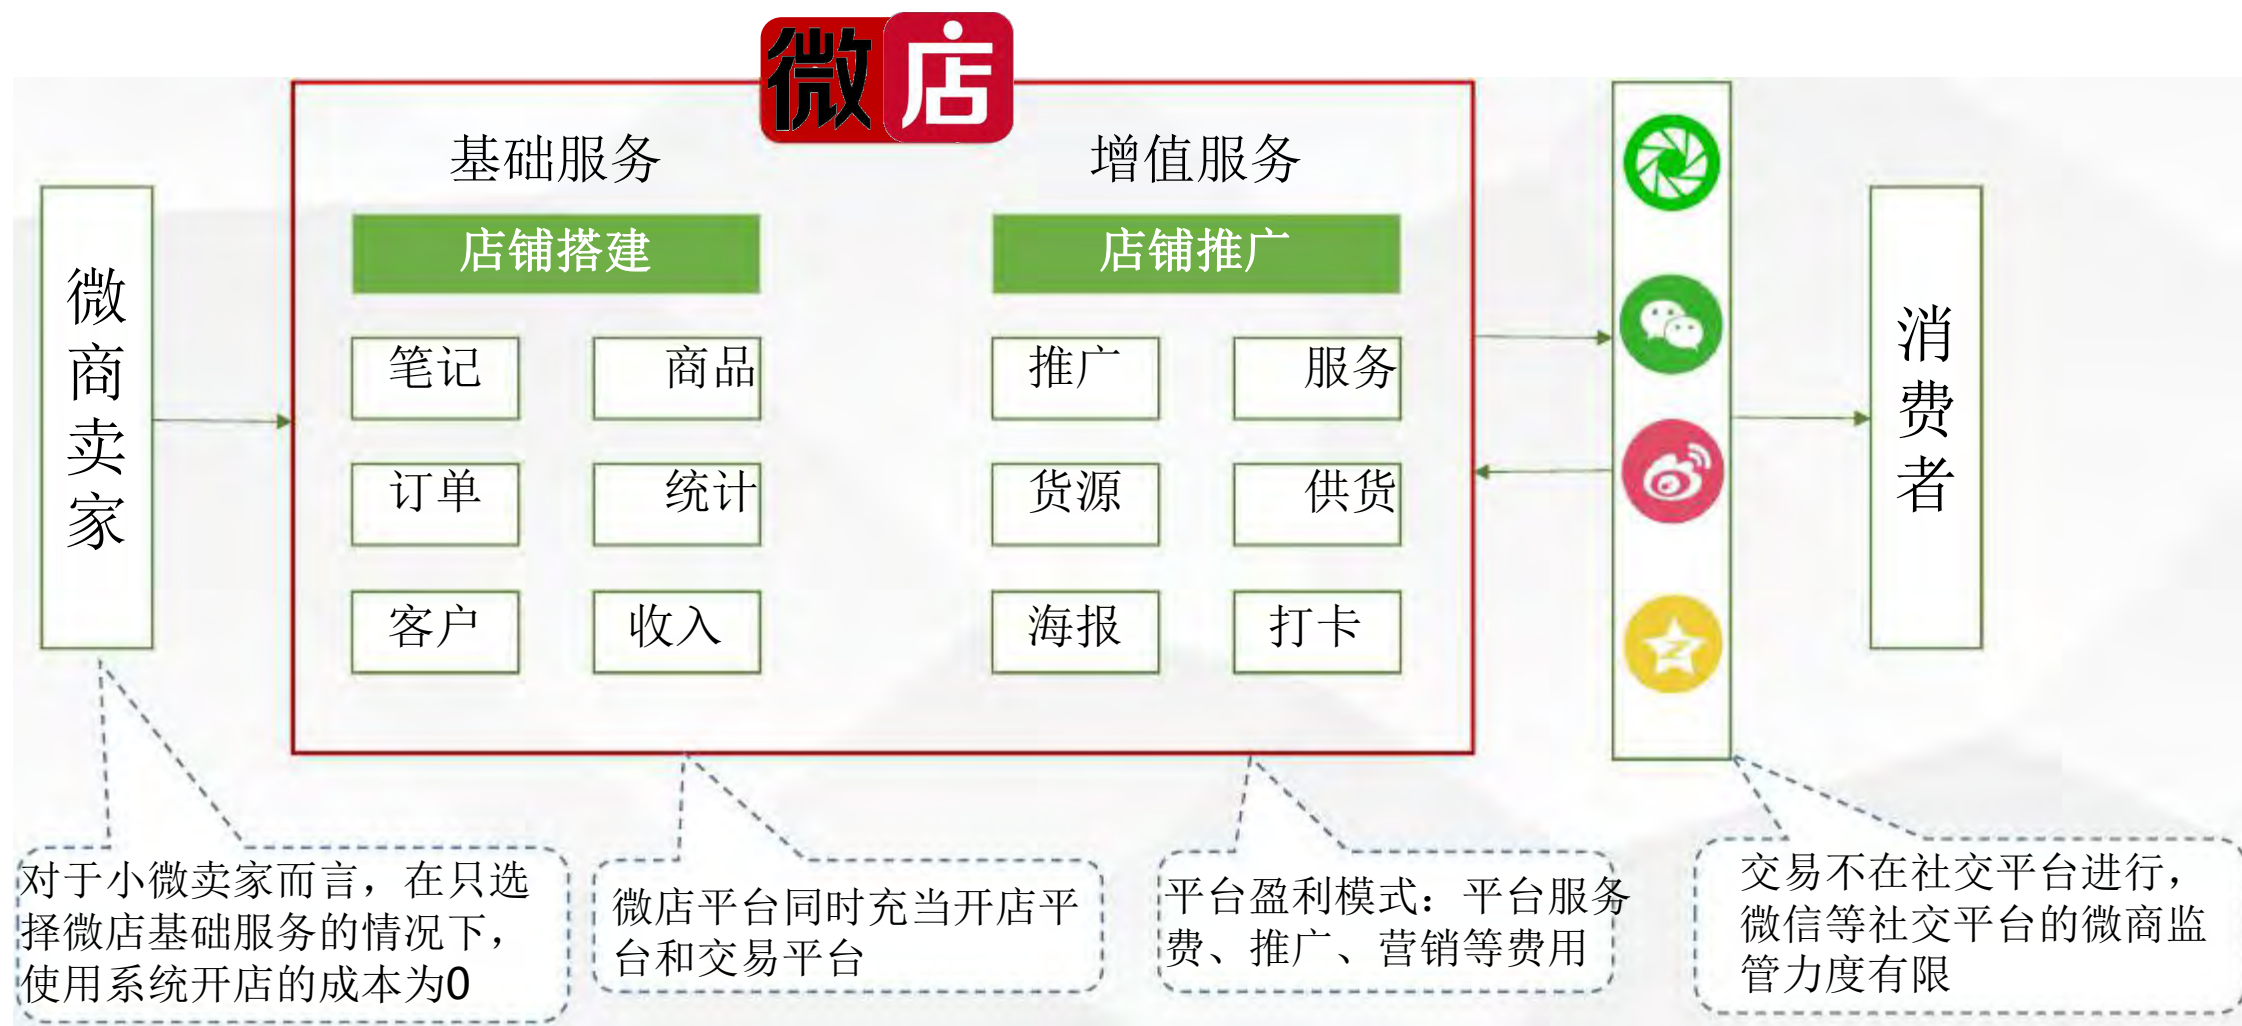 微店
基础服务
增值服务
店铺搭建
店铺推广
微商卖家
笔记
商品
推广
服务
订单
统计
货源
供货
客户
收入
海报
打卡
消费者
对于小微卖家而言，在只选
择微店基础服务的情况下，
使用系统开店的成本为0
微店平台同时充当开店平
台和交易平台
平台盈利模式：平台服务
费、推广、营销等费用
交易不在社交平台进行，
微信等社交平台的微商监
管力度有限